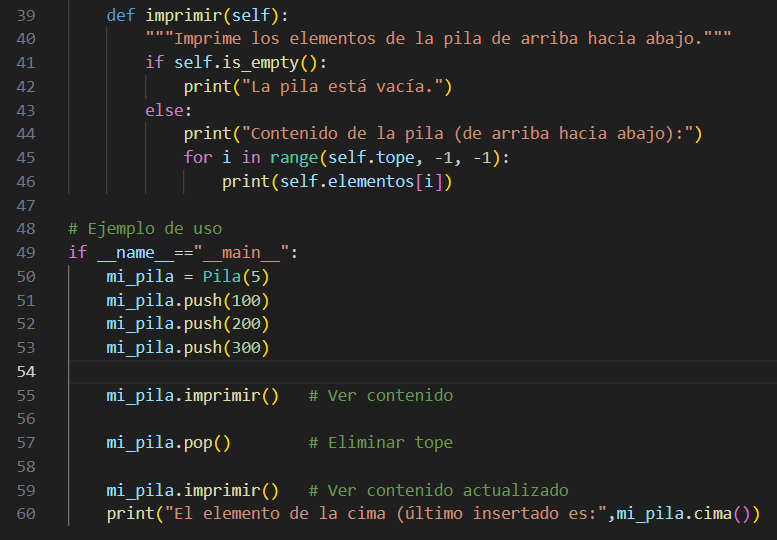 39     def imprimir(self):
40         """Imprime los elementos de la pila de arriba hacia abajo."""
41         if self.is_empty():
42             print("La pila está vacía.")
43         else:
44             print("Contenido de la pila (de arriba hacia abajo):")
45             for i in range(self.tope, -1, -1):
46                 print(self.elementos[i])
47
48 # Ejemplo de uso
49 if __name__=="__main__":
50     mi_pila = Pila(5)
51     mi_pila.push(100)
52     mi_pila.push(200)
53     mi_pila.push(300)
54
55     mi_pila.imprimir()   # Ver contenido
56
57     mi_pila.pop()        # Eliminar tope
58
59     mi_pila.imprimir()   # Ver contenido actualizado
60     print("El elemento de la cima (último insertado es:",mi_pila.cima())